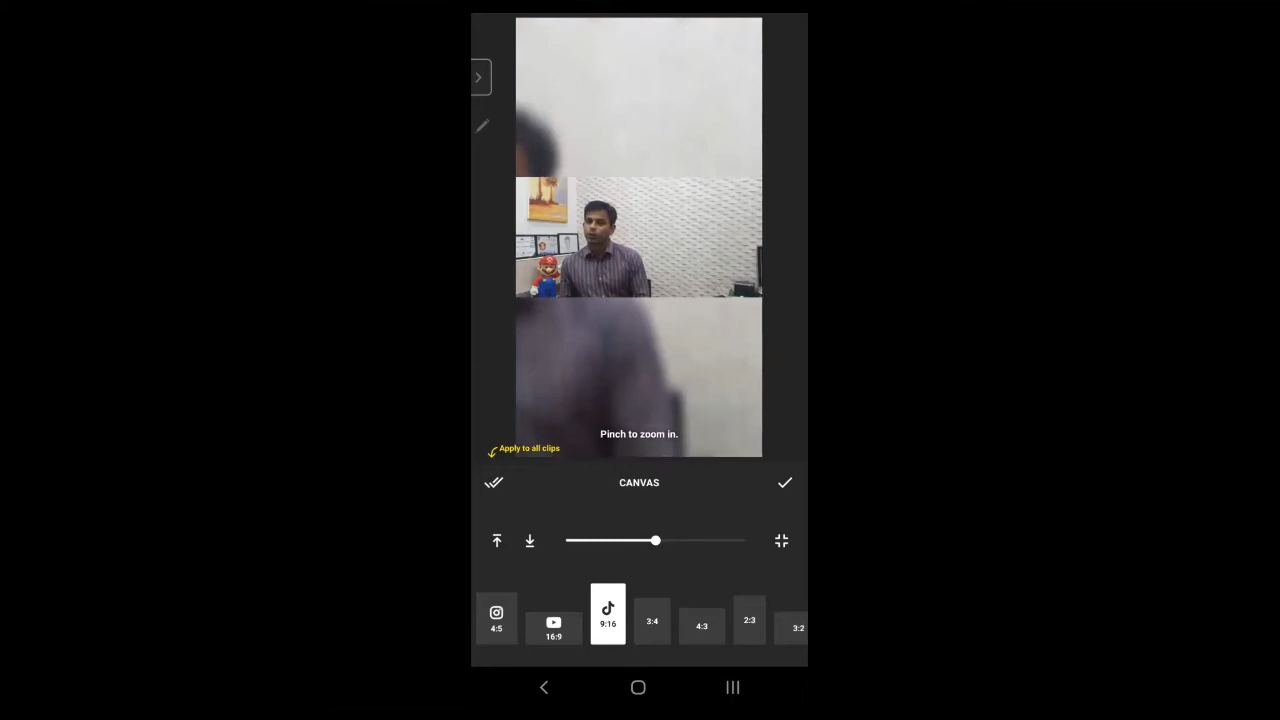 Pinch to zoom in.
Apply to all clips
CANVAS
4:5
16:9
9:16
3:4
4:3
2:3
3:2